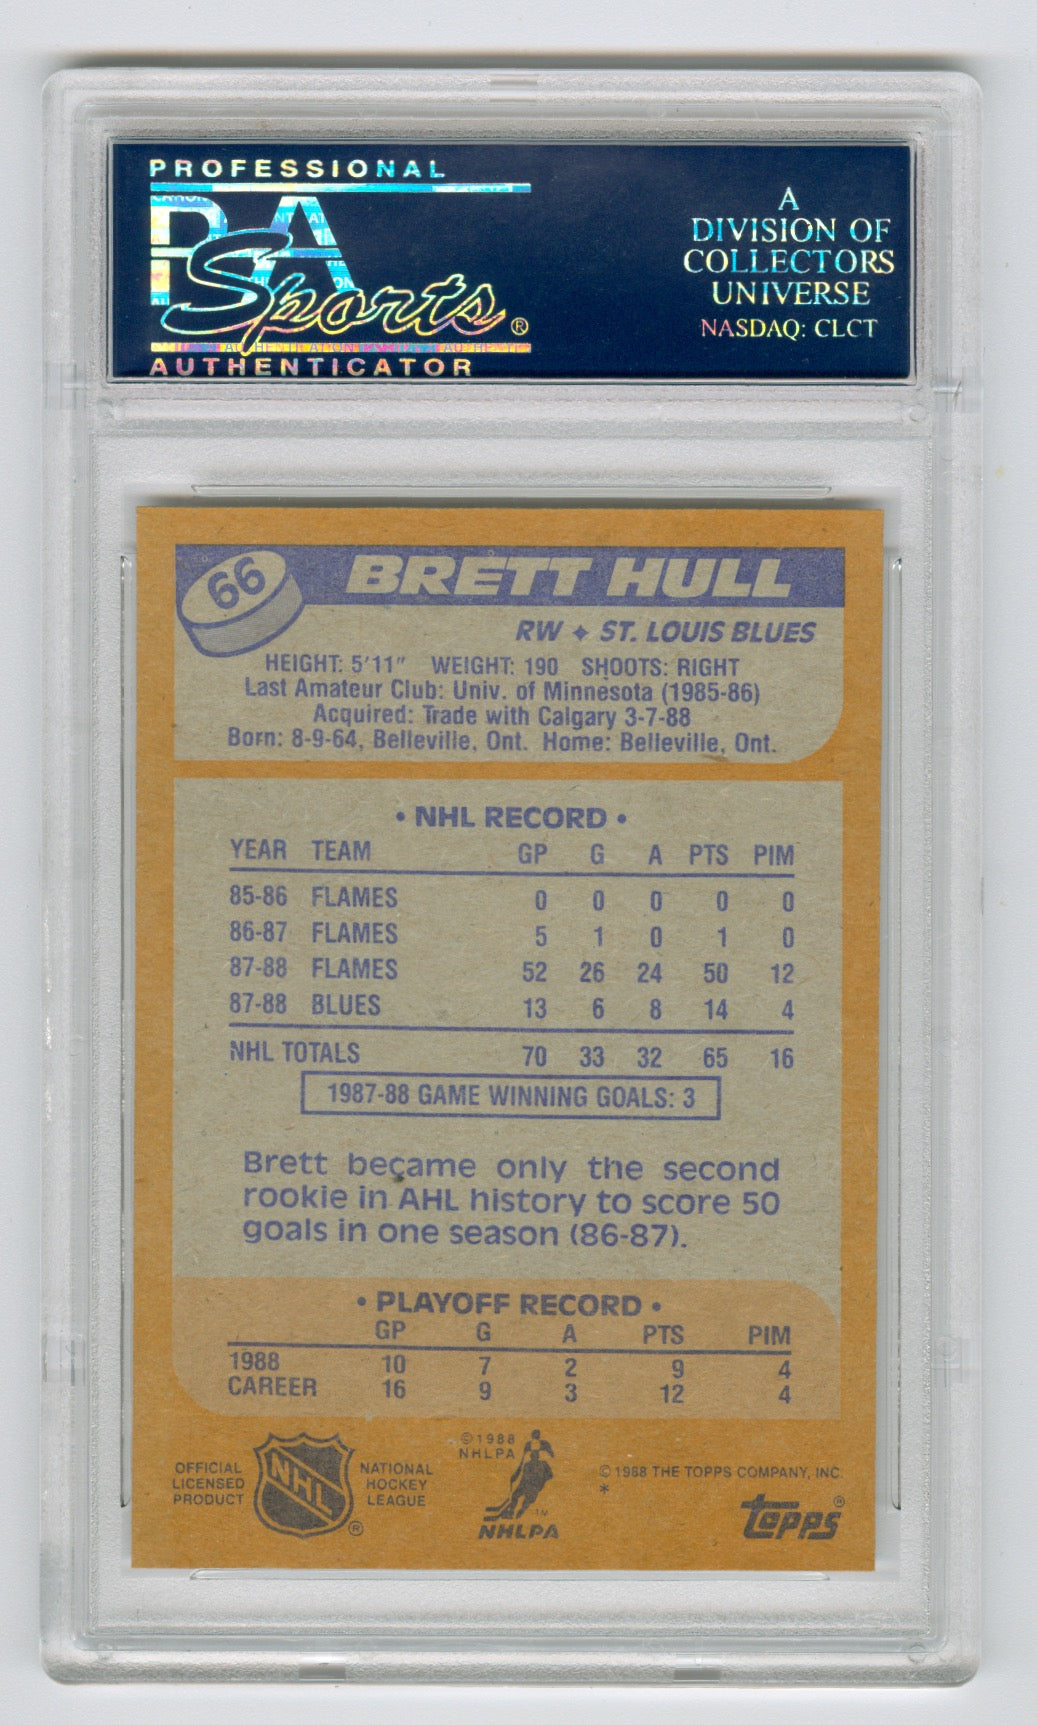 PROFESSIONAL
PSA
Sports®
AUTHENTICATOR
A
DIVISION OF
COLLECTORS
UNIVERSE
NASDAQ: CLCT
66
BRETT HULL
RW ✦ ST. LOUIS BLUES
HEIGHT: 5'11" WEIGHT: 190 SHOOTS: RIGHT
Last Amateur Club: Univ. of Minnesota (1985-86)
Acquired: Trade with Calgary 3-7-88
Born: 8-9-64, Belleville, Ont. Home: Belleville, Ont.
• NHL RECORD •
YEAR TEAM GP G A PTS PIM
85-86 FLAMES 0 0 0 0 0
86-87 FLAMES 5 1 0 1 0
87-88 FLAMES 52 26 24 50 12
87-88 BLUES 13 6 8 14 4
NHL TOTALS 70 33 32 65 16
1987-88 GAME WINNING GOALS: 3
Brett became only the second
rookie in AHL history to score 50
goals in one season (86-87).
• PLAYOFF RECORD •
GP G A PTS PIM
1988 10 7 2 9 4
CAREER 16 9 3 12 4
OFFICIAL
LICENSED
PRODUCT
NHL
®
NATIONAL
HOCKEY
LEAGUE
©1988
NHLPA
TM
NHLPA
©1988 THE TOPPS COMPANY, INC.
*
topps®